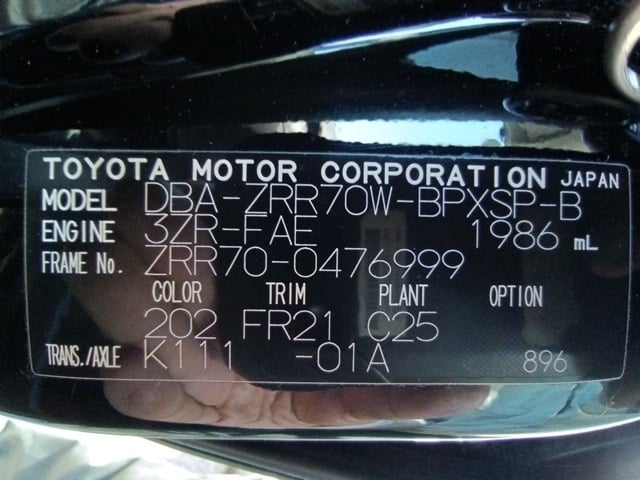 TOYOTA MOTOR CORPORATION JAPAN
MODEL DBA-ZRR70W-BPXSP-B
ENGINE 3ZR-FAE 1986 mL
FRAME No. ZRR70-0476999
COLOR TRIM PLANT OPTION
202 FR21 C25
TRANS./AXLE K111 -01A 896